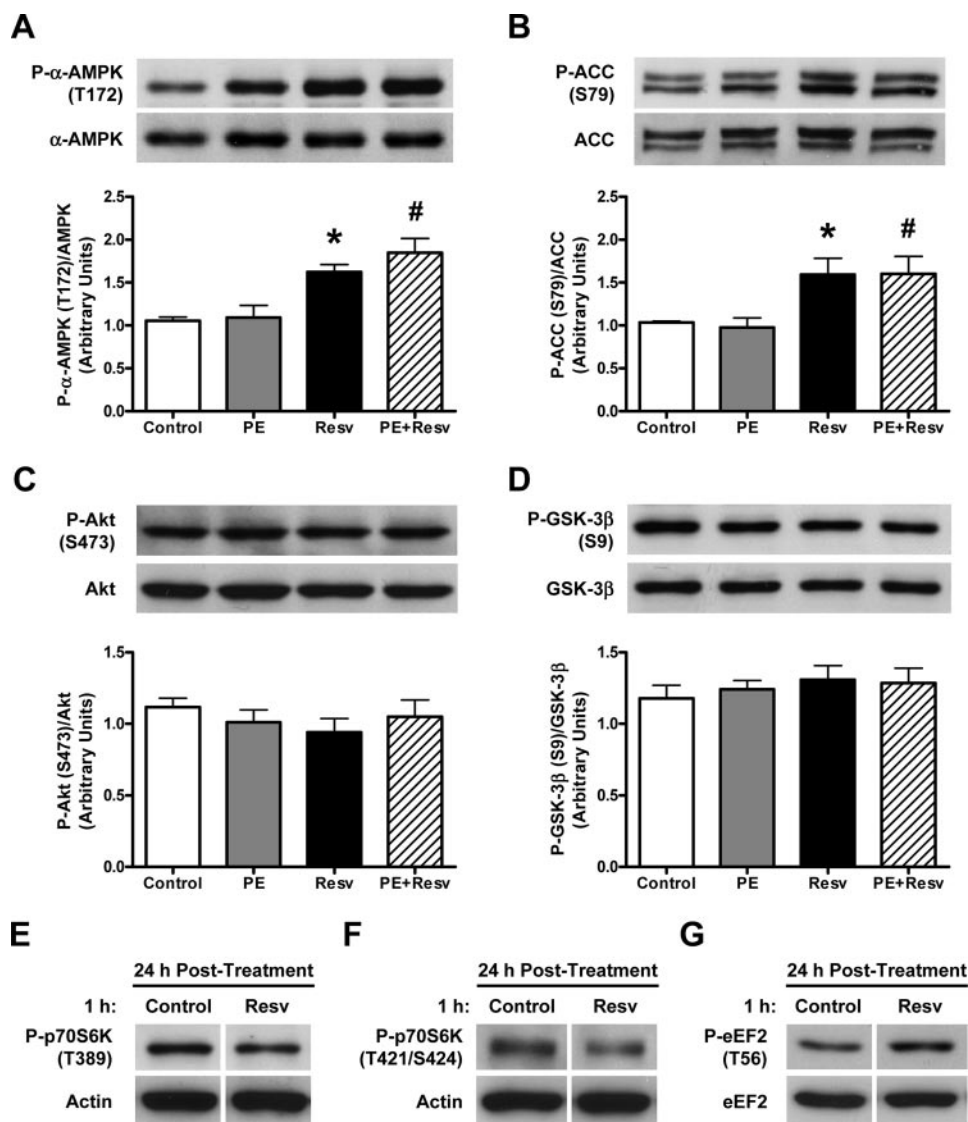 A
P-α-AMPK
(T172)
α-AMPK
P-α-AMPK (T172)/AMPK
(Arbitrary Units)
2.5
2.0
1.5
1.0
0.5
0.0
*
#
Control PE Resv PE+Resv
B
P-ACC
(S79)
ACC
P-ACC (S79)/ACC
(Arbitrary Units)
2.5
2.0
1.5
1.0
0.5
0.0
*
#
Control PE Resv PE+Resv
C
P-Akt
(S473)
Akt
P-Akt (S473)/Akt
(Arbitrary Units)
1.5
1.0
0.5
0.0
Control PE Resv PE+Resv
D
P-GSK-3β
(S9)
GSK-3β
P-GSK-3β (S9)/GSK-3β
(Arbitrary Units)
1.5
1.0
0.5
0.0
Control PE Resv PE+Resv
E
24 h Post-Treatment
1 h: Control Resv
P-p70S6K
(T389)
Actin
F
24 h Post-Treatment
1 h: Control Resv
P-p70S6K
(T421/S424)
Actin
G
24 h Post-Treatment
1 h: Control Resv
P-eEF2
(T56)
eEF2